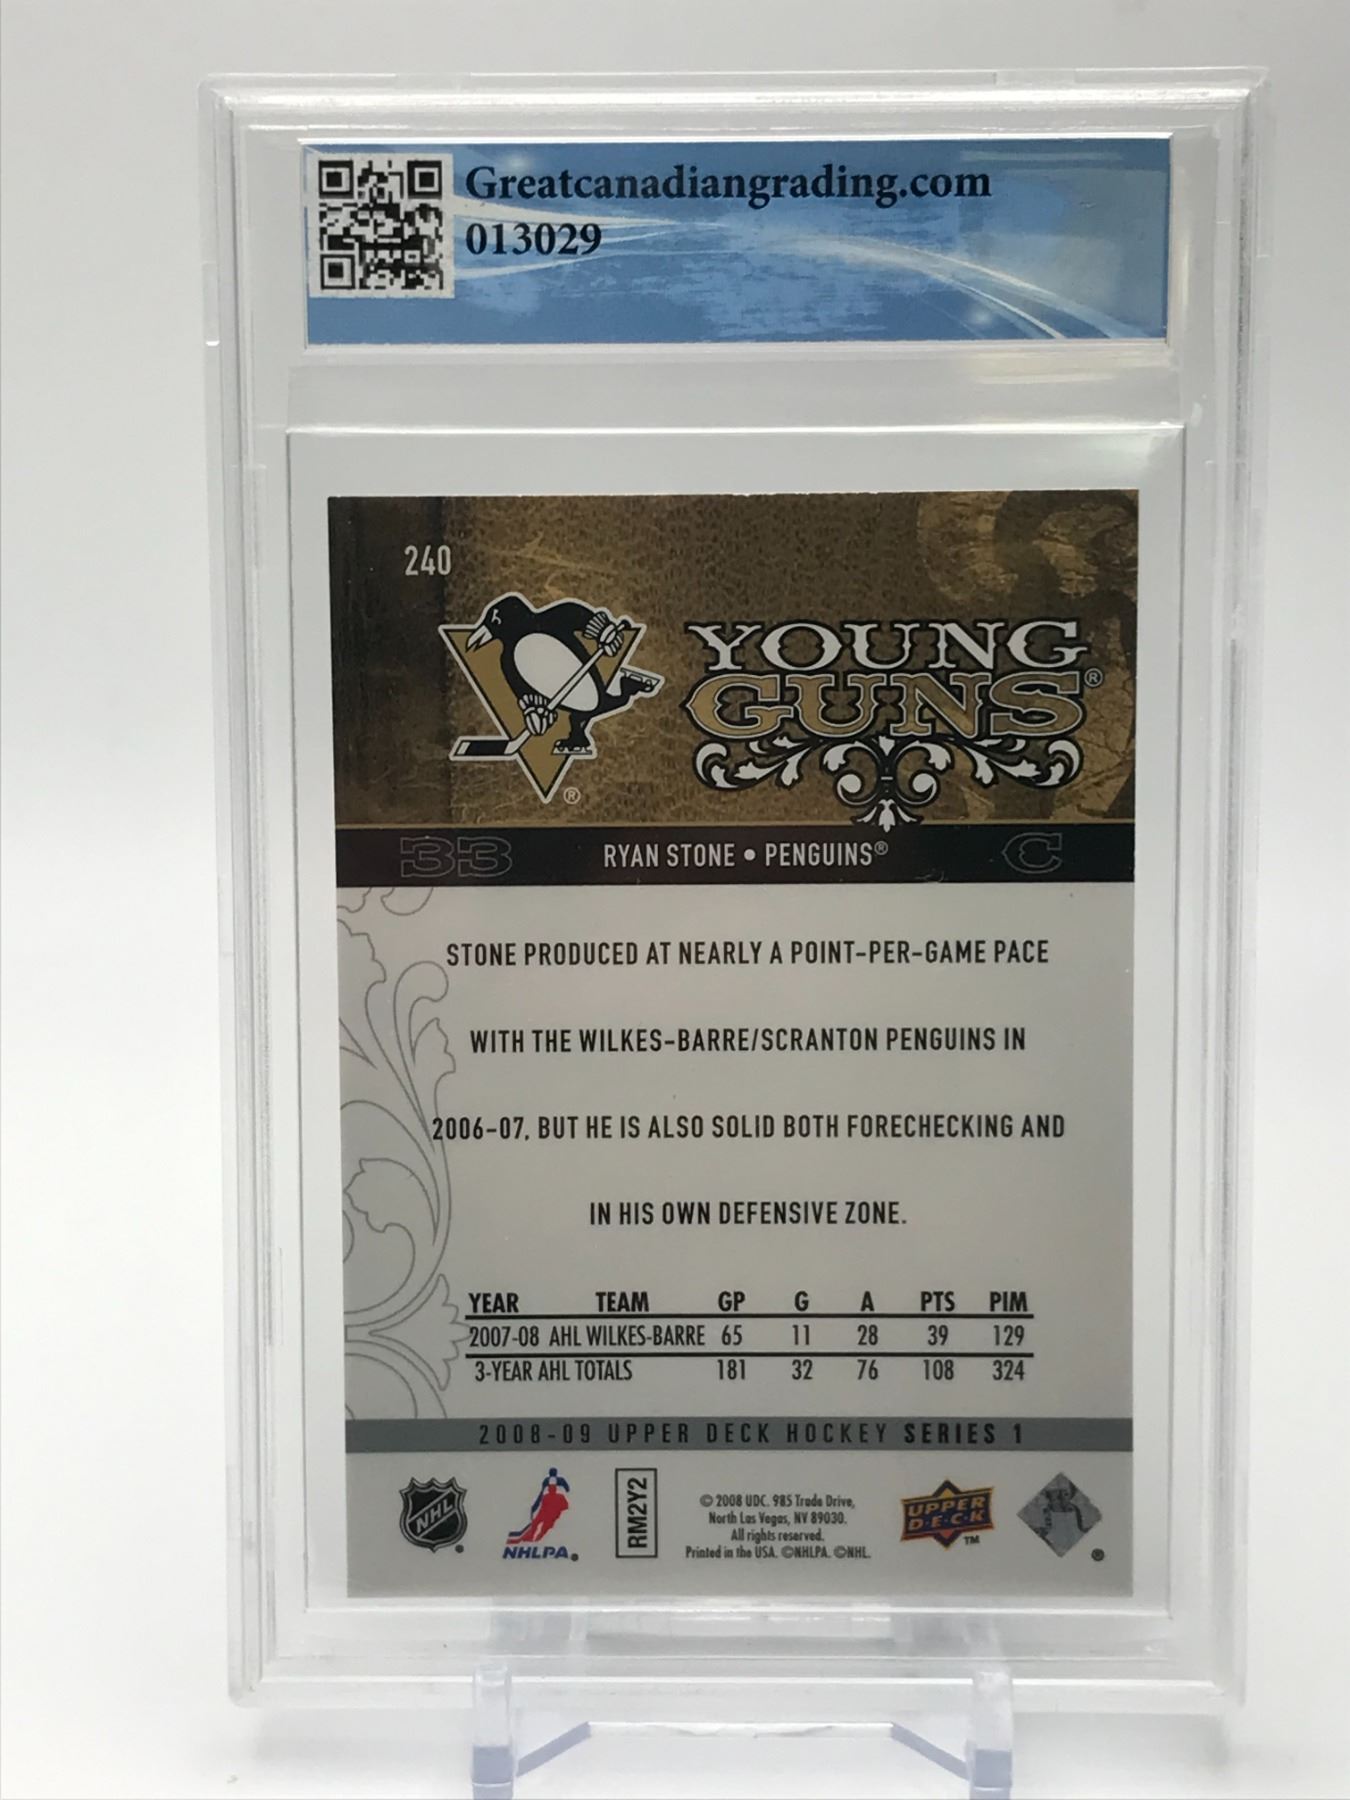 Greatcanadiangrading.com
013029
240
YOUNG
GUNS®
33 RYAN STONE • PENGUINS® C
STONE PRODUCED AT NEARLY A POINT-PER-GAME PACE
WITH THE WILKES-BARRE/SCRANTON PENGUINS IN
2006-07, BUT HE IS ALSO SOLID BOTH FORECHECKING AND
IN HIS OWN DEFENSIVE ZONE.
YEAR TEAM GP G A PTS PIM
2007-08 AHL WILKES-BARRE 65 11 28 39 129
3-YEAR AHL TOTALS 181 32 76 108 324
2008-09 UPPER DECK HOCKEY SERIES 1
NHL
NHLPA®
RM2Y2
© 2008 UDC. 985 Trade Drive,
North Las Vegas, NV 89030.
All rights reserved.
Printed in the USA. ©NHLPA. ©NHL.
UPPER
D·E·C·K
TM
®